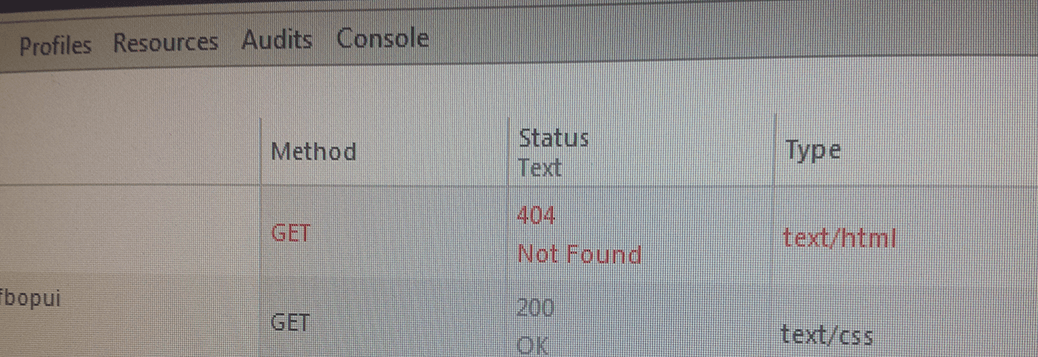 Profiles Resources Audits Console
Method Status Type
Text
GET 404 text/html
Not Found
fbopui GET 200 text/css
OK